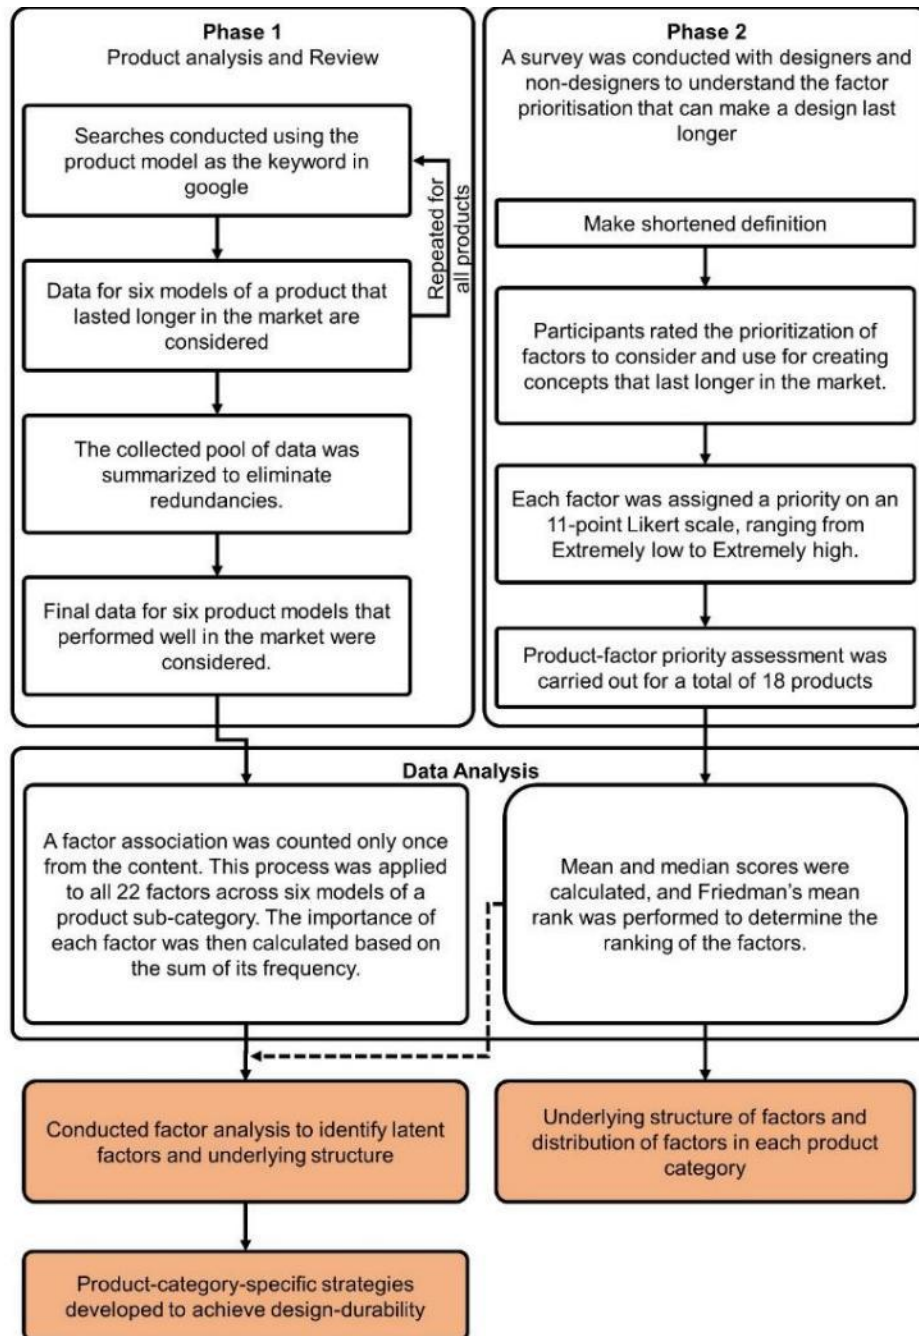 Phase 1
Product analysis and Review
Searches conducted using the
product model as the keyword in
google
Repeated for
all products
Data for six models of a product that
lasted longer in the market are
considered
The collected pool of data was
summarized to eliminate
redundancies.
Final data for six product models that
performed well in the market were
considered.
Phase 2
A survey was conducted with designers and
non-designers to understand the factor
prioritisation that can make a design last
longer
Make shortened definition
Participants rated the prioritization of
factors to consider and use for creating
concepts that last longer in the market.
Each factor was assigned a priority on an
11-point Likert scale, ranging from
Extremely low to Extremely high.
Product-factor priority assessment was
carried out for a total of 18 products
Data Analysis
A factor association was counted only once
from the content. This process was applied
to all 22 factors across six models of a
product sub-category. The importance of
each factor was then calculated based on
the sum of its frequency.
Mean and median scores were
calculated, and Friedman's mean
rank was performed to determine the
ranking of the factors.
Conducted factor analysis to identify latent
factors and underlying structure
Underlying structure of factors and
distribution of factors in each product
category
Product-category-specific strategies
developed to achieve design-durability